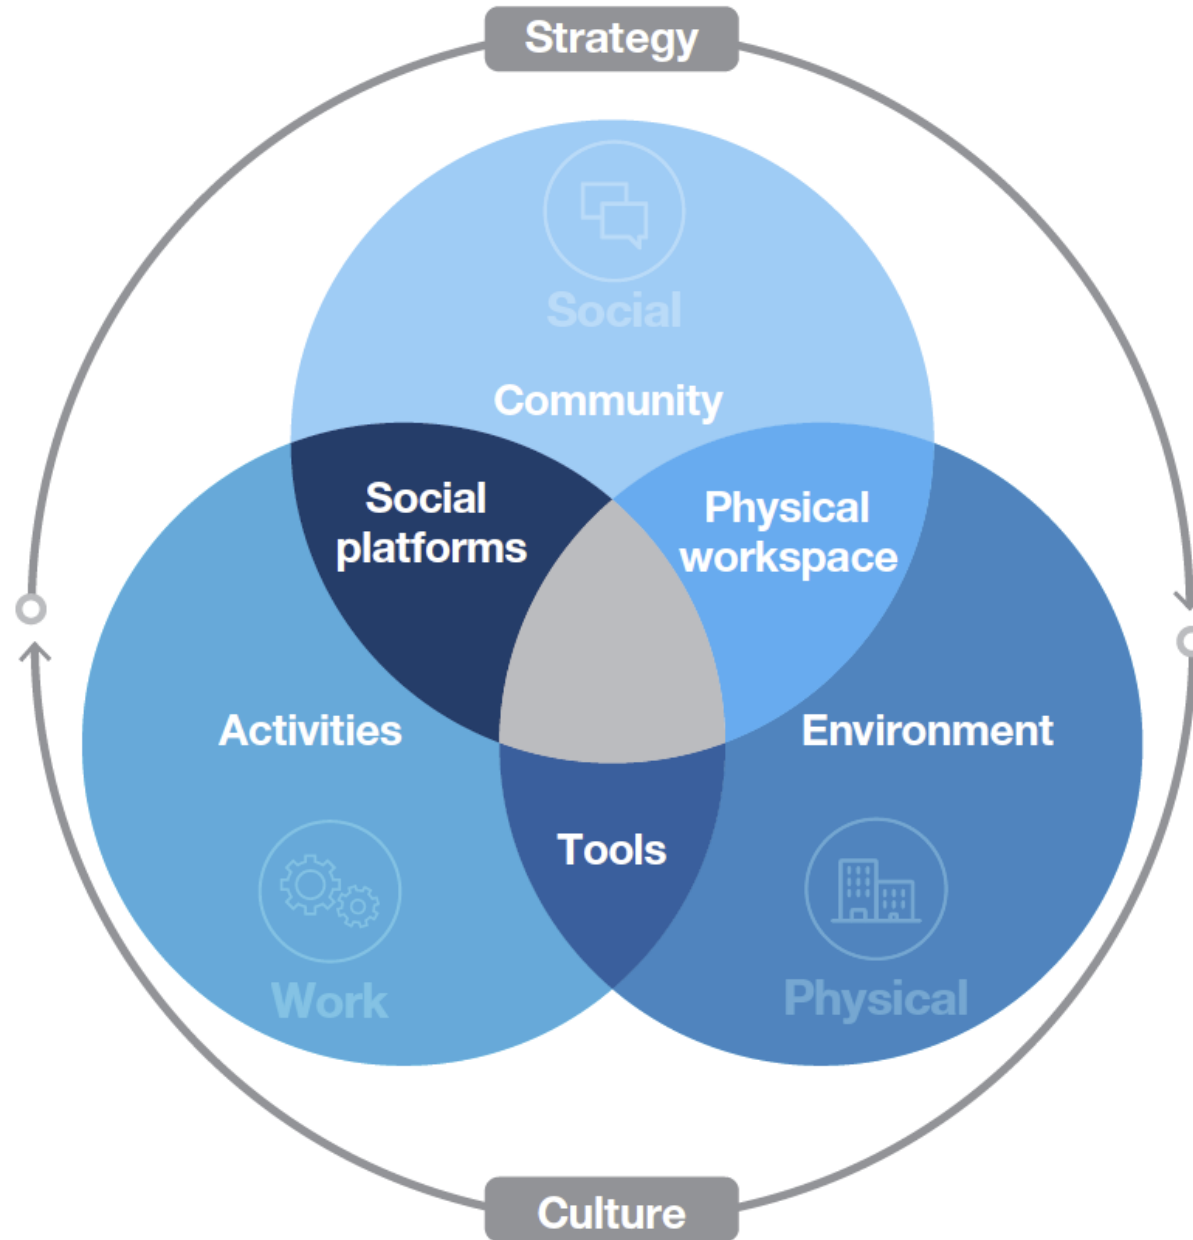 Strategy
Social
Community
Social
platforms
Physical
workspace
Activities
Environment
Tools
Work
Physical
Culture